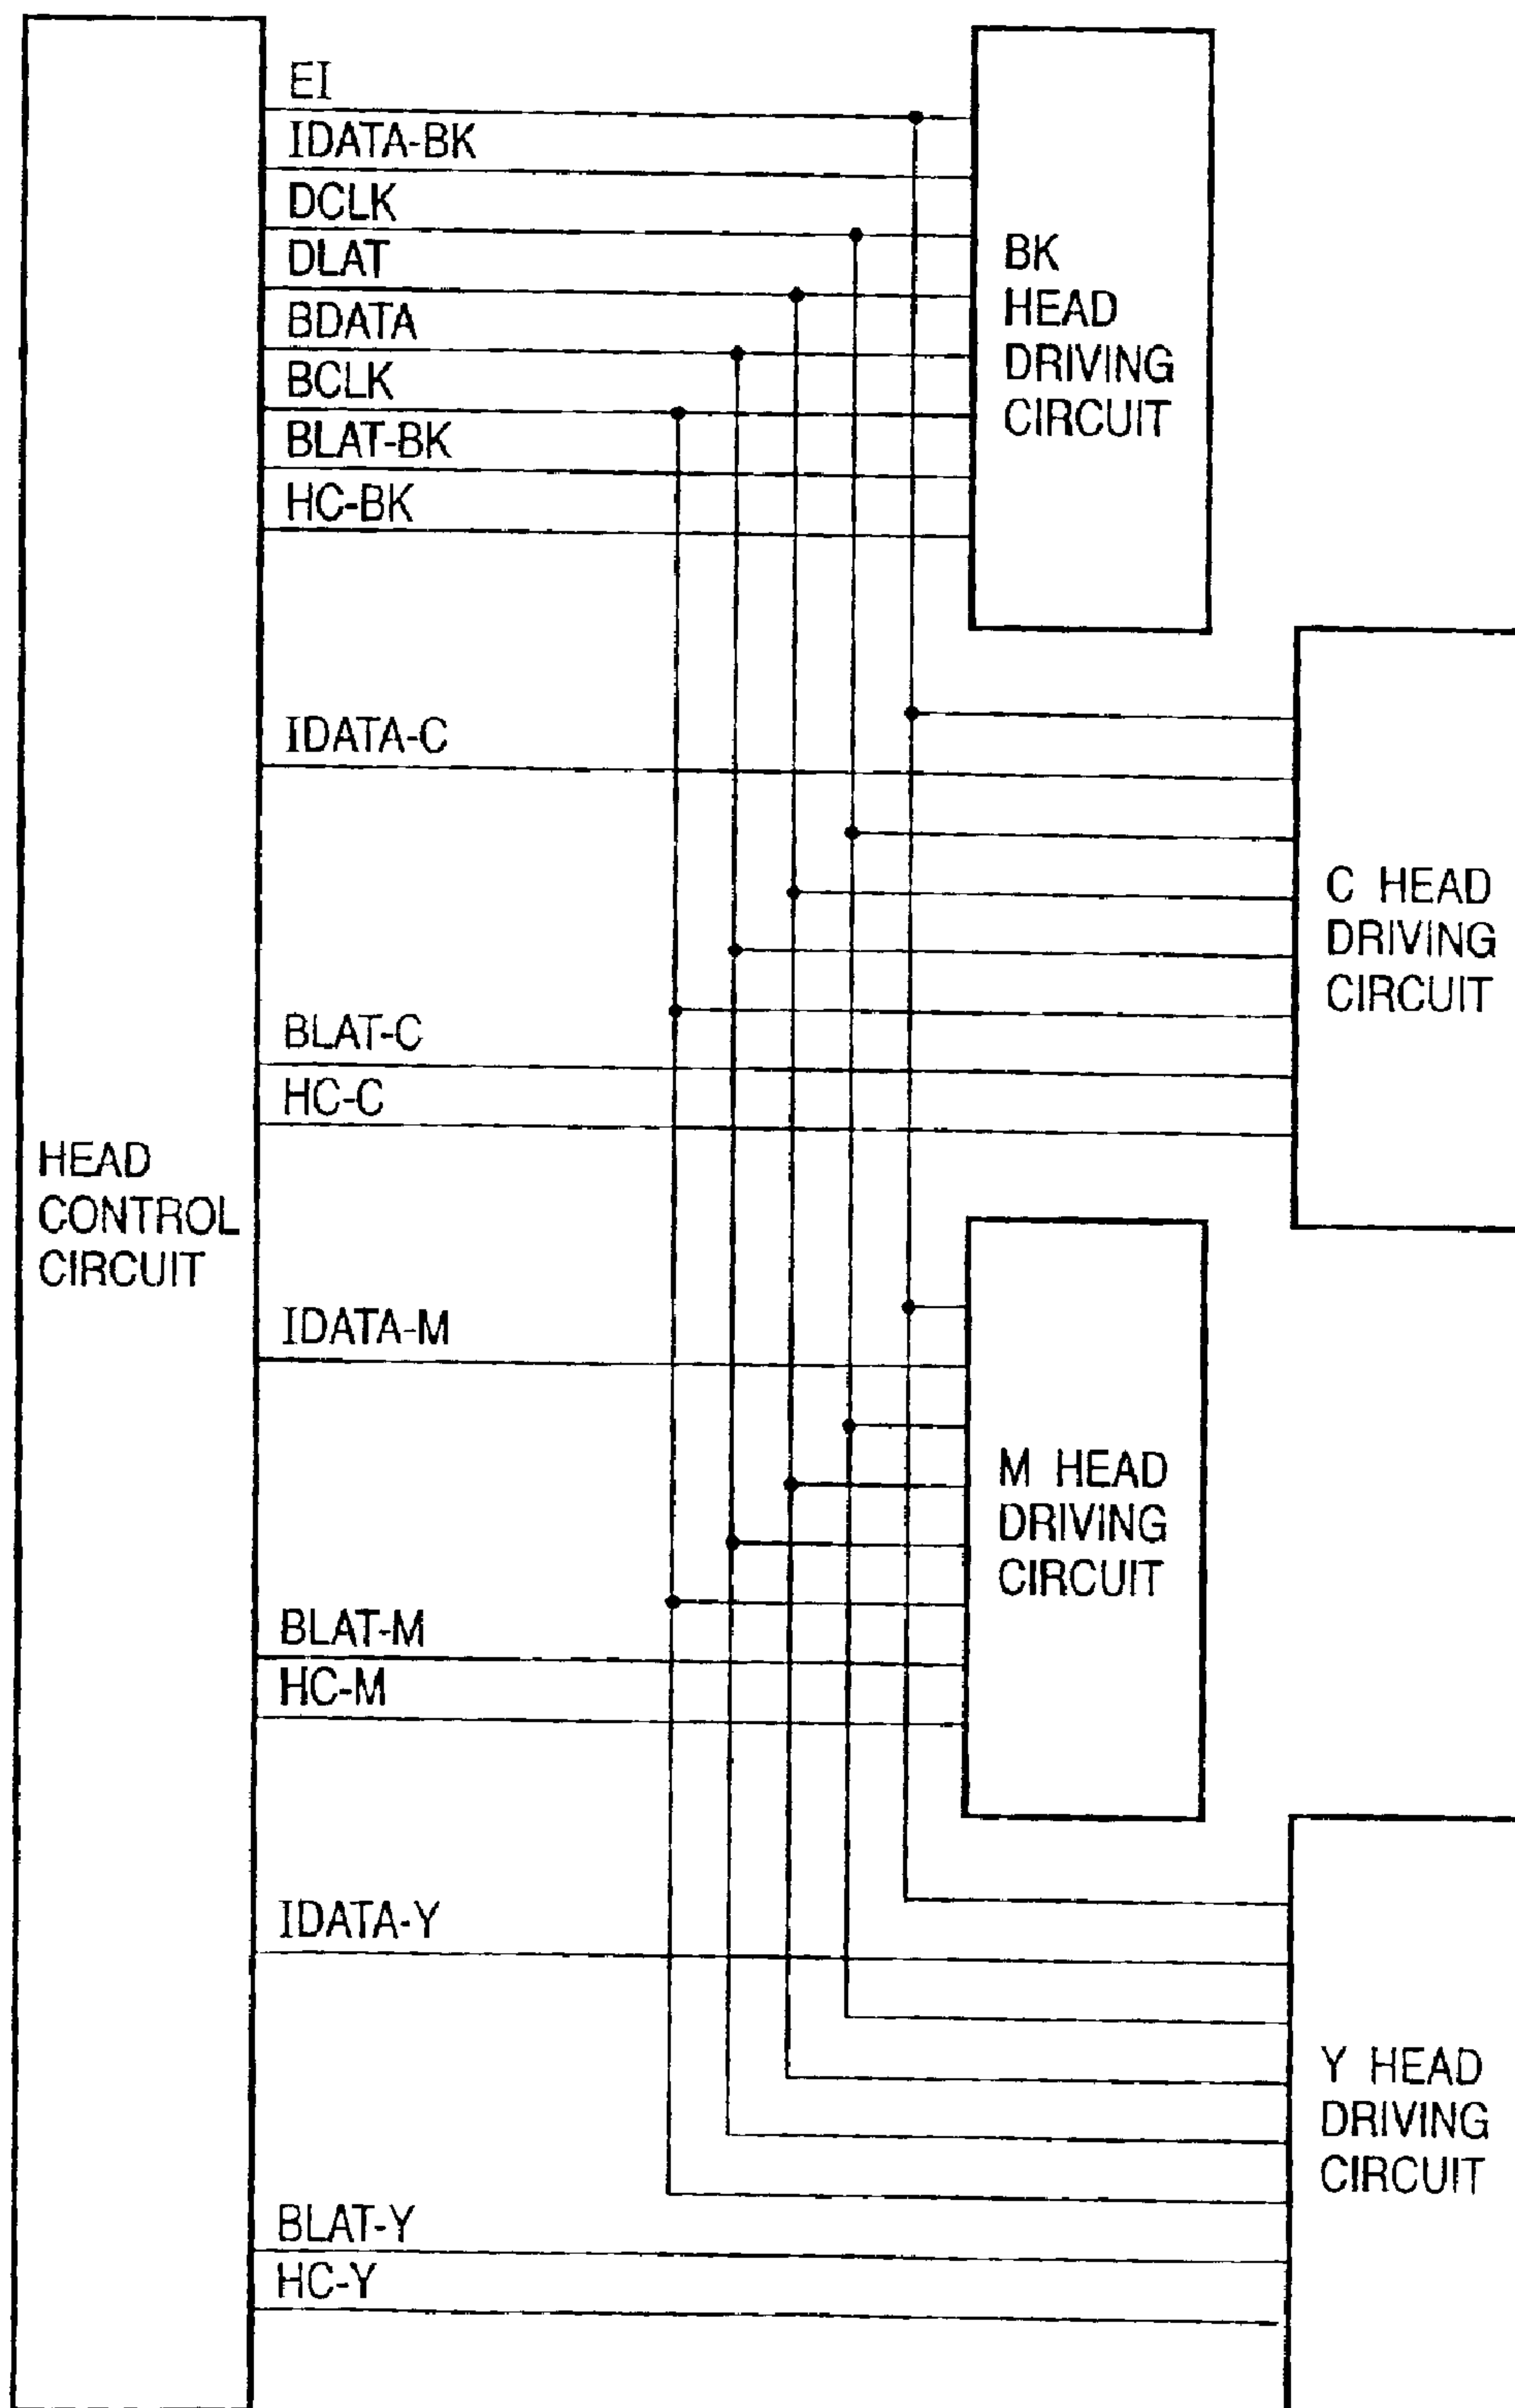 EI
IDATA-BK
DCLK
DLAT
BDATA
BCLK
BLAT-BK
HC-BK
BK
HEAD
DRIVING
CIRCUIT
IDATA-C
BLAT-C
HC-C
C HEAD
DRIVING
CIRCUIT
HEAD
CONTROL
CIRCUIT
IDATA-M
BLAT-M
HC-M
M HEAD
DRIVING
CIRCUIT
IDATA-Y
BLAT-Y
HC-Y
Y HEAD
DRIVING
CIRCUIT